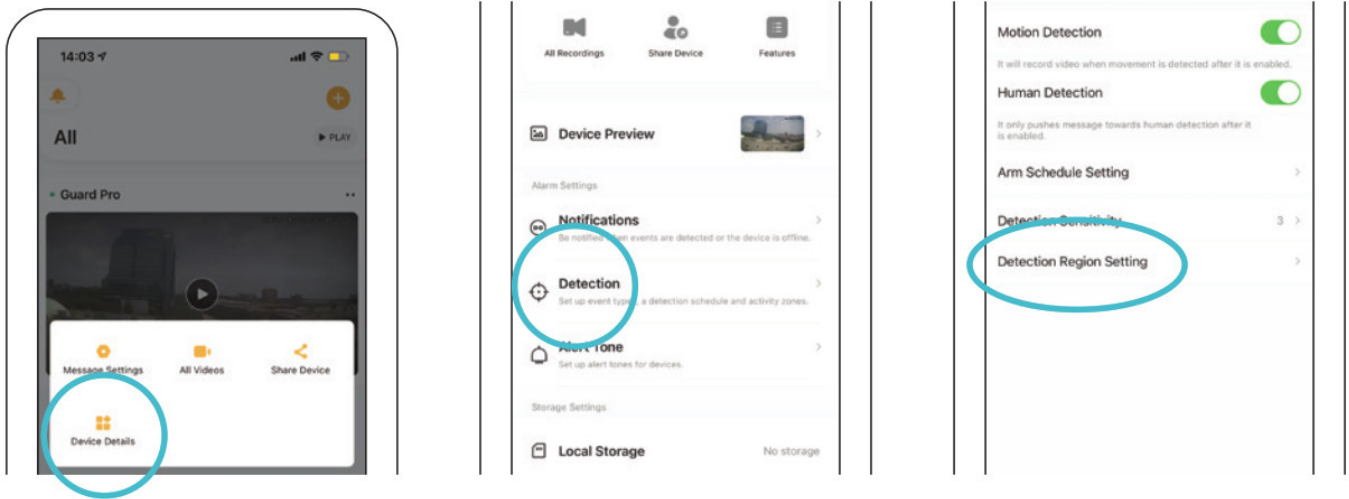 14:03
All
PLAY
Guard Pro
Message Settings
All Videos
Share Device
Device Details
All Recordings
Share Device
Features
Device Preview
Alarm Settings
Notifications
Be notified when events are detected or the device is offline.
Detection
Set up event types, a detection schedule and activity zones.
Alert Tone
Set up alert tones for devices.
Storage Settings
Local Storage
No storage
Motion Detection
It will record video when movement is detected after it is enabled.
Human Detection
It only pushes message towards human detection after it
is enabled.
Arm Schedule Setting
Detection Sensitivity
3
Detection Region Setting